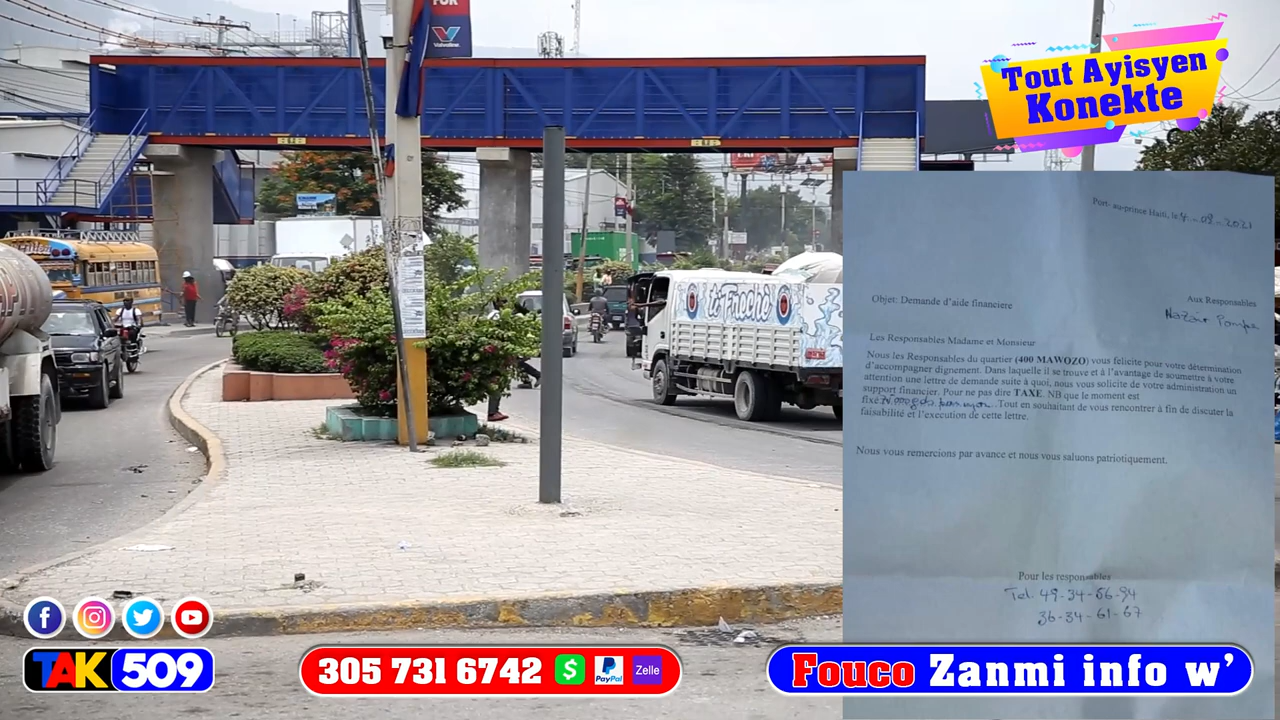 FOR
Valvoline
Tout Ayisyen
Konekte
Port- au-prince Haiti, le
2021
Aux Responsables
Objet: Demande d'aide financiere
Les Responsables Madame et Monsieur
Nous les Responsables du quartier (400 MAWOZO) vous felicite pour votre détermination
d'accompagner dignement. Dans laquelle il se trouve et à l'avantage de soumettre à votre
attention une lettre de demande suite à quoi, nous vous solicite de votre administration un
support financier. Pour ne pas dire TAXE. NB que le moment est
fixé Tout en souhaitant de vous rencontrer à fin de discuter la
faisabilité et l'execution de cette lettre.
Nous vous remercions par avance et nous vous saluons patriotiquement.
Pour les responsables
Tel. 49-34-66-94
36-34-61-67
TAK 509
305 731 6742 $ PayPal Zelle
Fouco Zanmi info w'